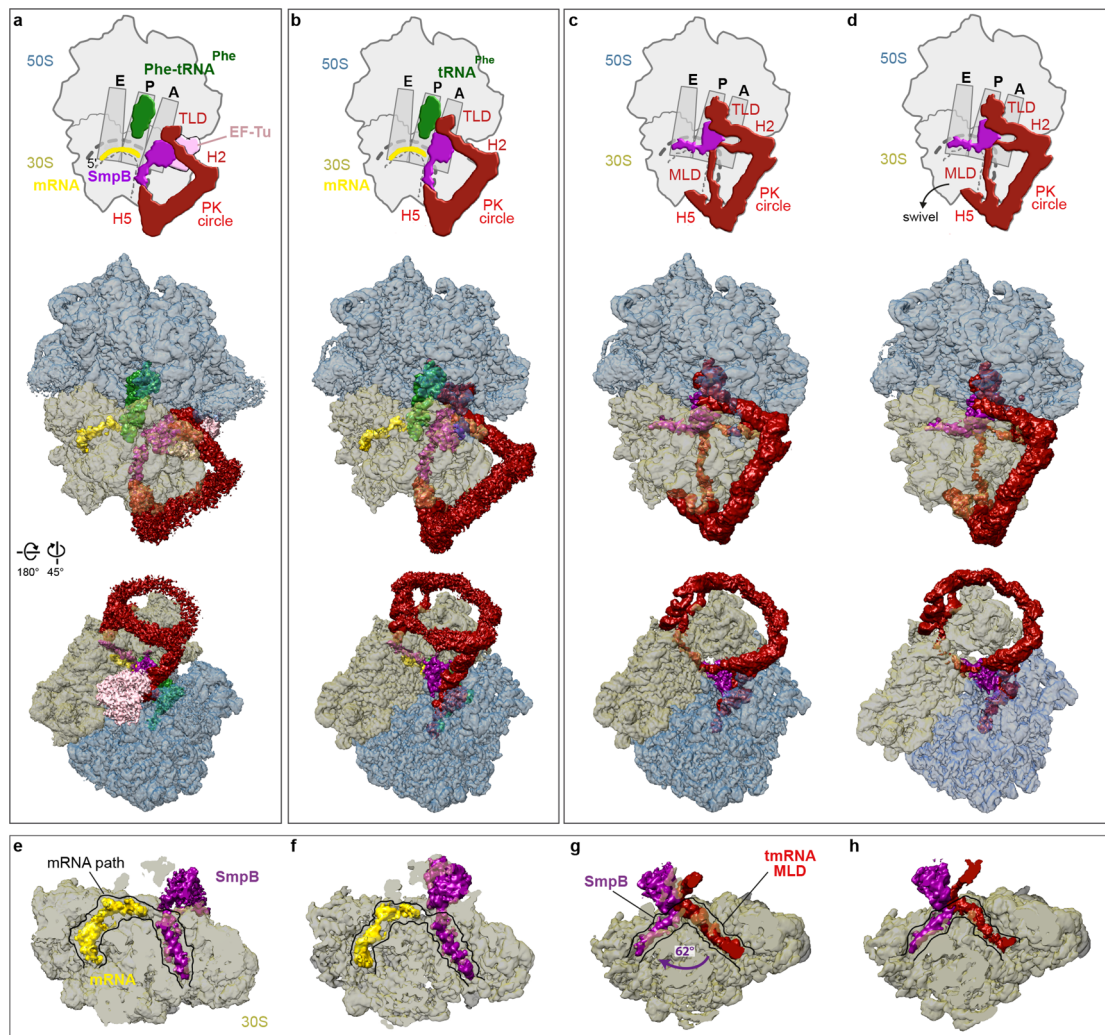 a
50S
Phe-tRNA Phe
E P A
TLD
EF-Tu
30S
5'
H2
mRNA
SmpB
H5
PK
circle
180° 45°
b
tRNA Phe
50S
E P A
TLD
30S
H2
mRNA
SmpB
H5
PK
circle
c
50S
E P A
TLD
H2
30S
MLD
H5
PK
circle
d
E P A
TLD
H2
MLD
swivel
H5
PK
circle
e
mRNA path
SmpB
mRNA
30S
f
g
SmpB
tmRNA
MLD
62°
h